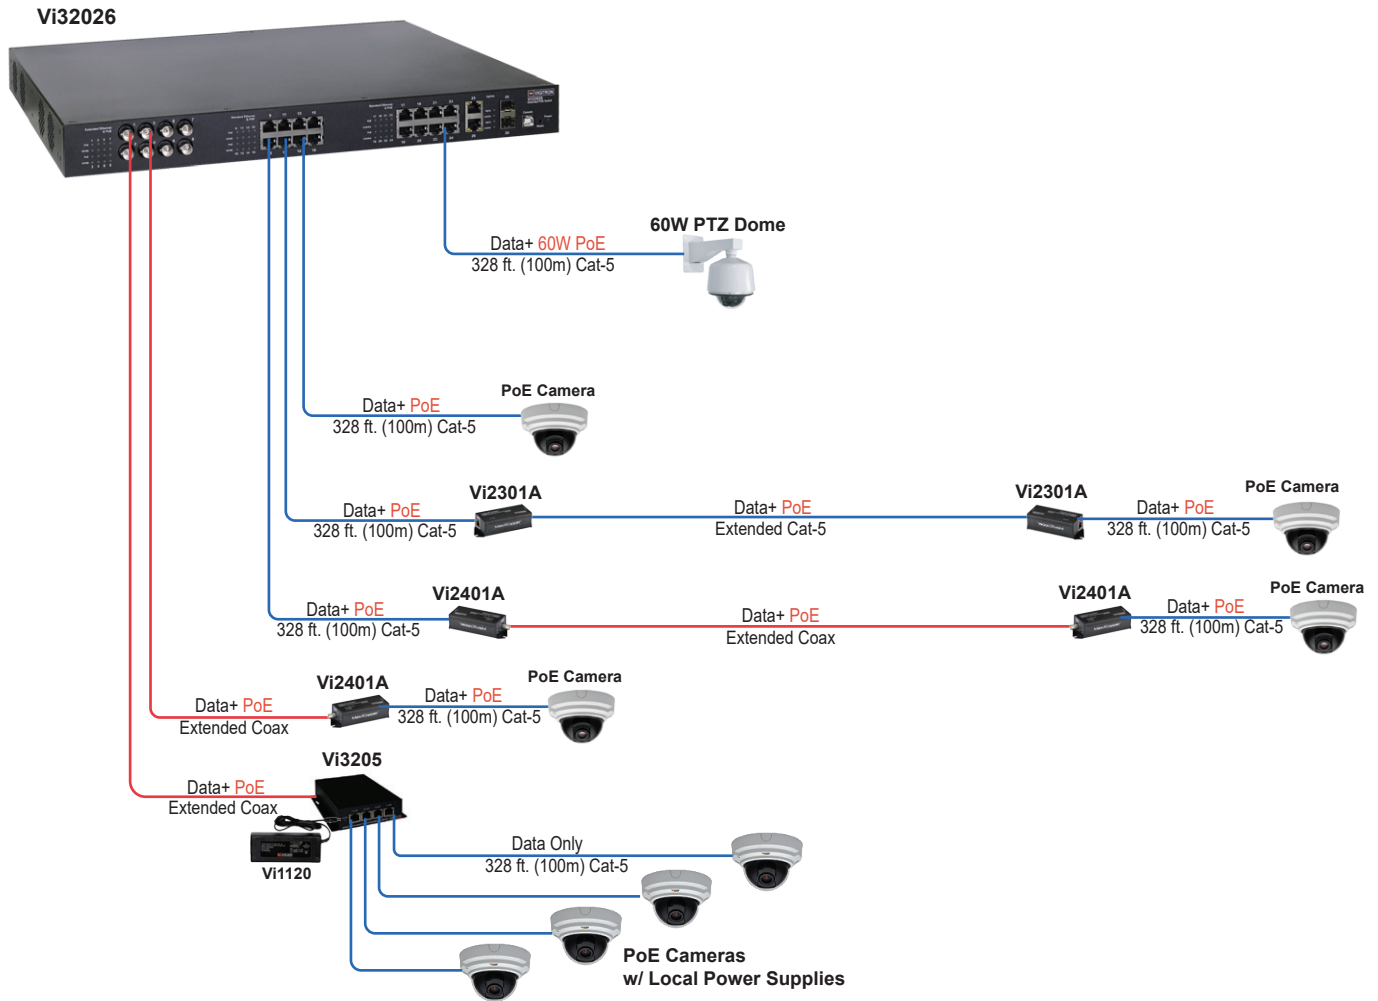 Vi32026
60W PTZ Dome
Data+ 60W PoE
328 ft. (100m) Cat-5
PoE Camera
Data+ PoE
328 ft. (100m) Cat-5
Vi2301A
Vi2301A
PoE Camera
Data+ PoE
328 ft. (100m) Cat-5
Data+ PoE
Extended Cat-5
Data+ PoE
328 ft. (100m) Cat-5
Vi2401A
Vi2401A
PoE Camera
Data+ PoE
328 ft. (100m) Cat-5
Data+ PoE
Extended Coax
Data+ PoE
328 ft. (100m) Cat-5
Vi2401A
PoE Camera
Data+ PoE
Extended Coax
Data+ PoE
328 ft. (100m) Cat-5
Vi3205
Data+ PoE
Extended Coax
Vi1120
Data Only
328 ft. (100m) Cat-5
PoE Cameras
w/ Local Power Supplies